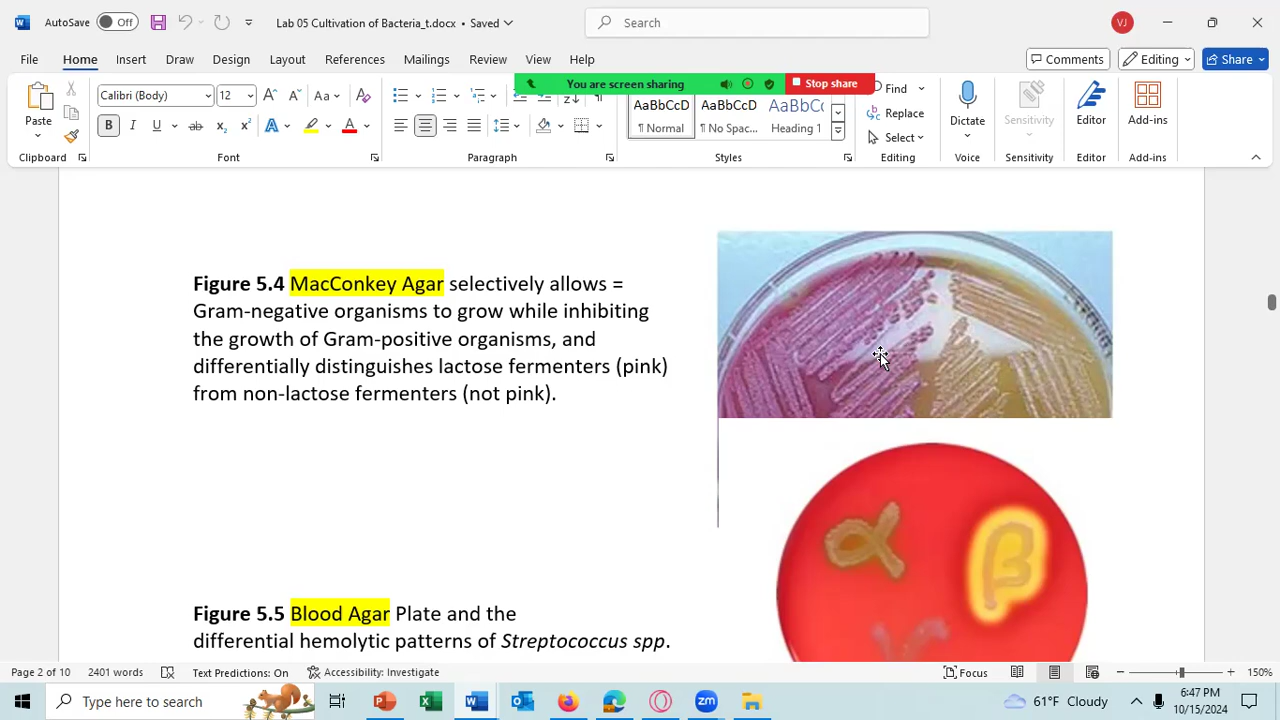 AutoSave Off Lab 05 Cultivation of Bacteria_t.docx • Saved Search VJ
File Home Insert Draw Design Layout References Mailings Review View Help Comments Editing Share
You are screen sharing Stop share
Paste Calibri (Body) 12 AaBbCcD AaBbCcD AaBbCc Find Replace Select Dictate Sensitivity Editor Add-ins
¶ Normal ¶ No Spac... Heading 1
Clipboard Font Paragraph Styles Editing Voice Sensitivity Editor Add-ins
Figure 5.4 MacConkey Agar selectively allows =
Gram-negative organisms to grow while inhibiting
the growth of Gram-positive organisms, and
differentially distinguishes lactose fermenters (pink)
from non-lactose fermenters (not pink).
α β
γ
Figure 5.5 Blood Agar Plate and the
differential hemolytic patterns of Streptococcus spp.
Page 2 of 10 2401 words Text Predictions: On Accessibility: Investigate Focus 150%
Type here to search 61°F Cloudy 6:47 PM
10/15/2024